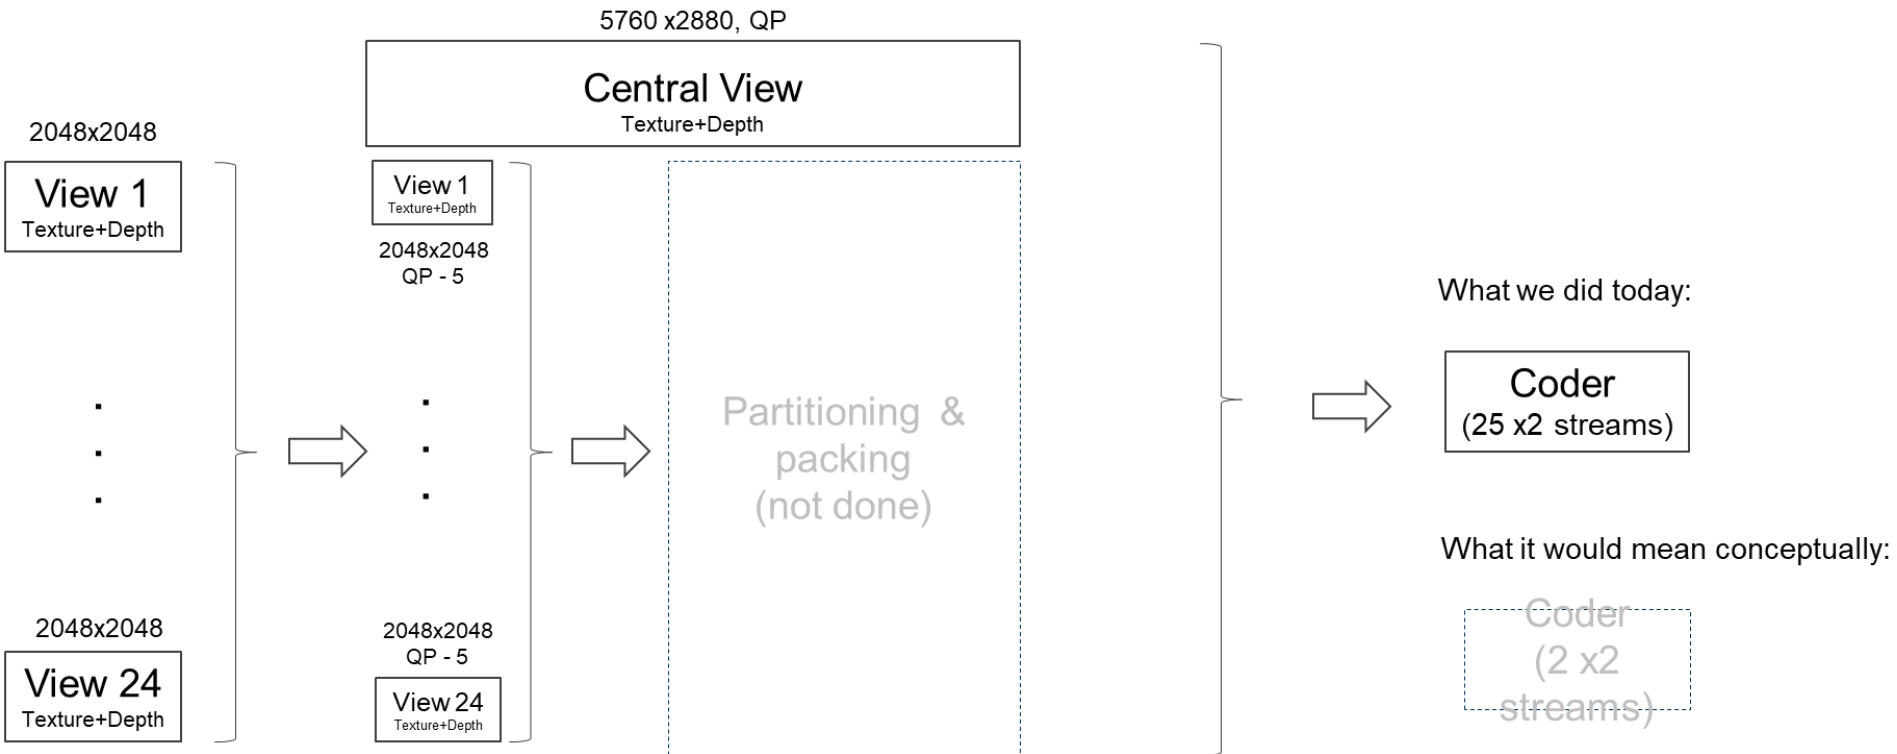 5760 x2880, QP
Central View
Texture+Depth
2048x2048
View 1
Texture+Depth
View 1
Texture+Depth
2048x2048
QP - 5
Partitioning &
packing
(not done)
2048x2048
View 24
Texture+Depth
2048x2048
QP - 5
View 24
Texture+Depth
What we did today:
Coder
(25 x2 streams)
What it would mean conceptually:
Coder
(2 x2
streams)